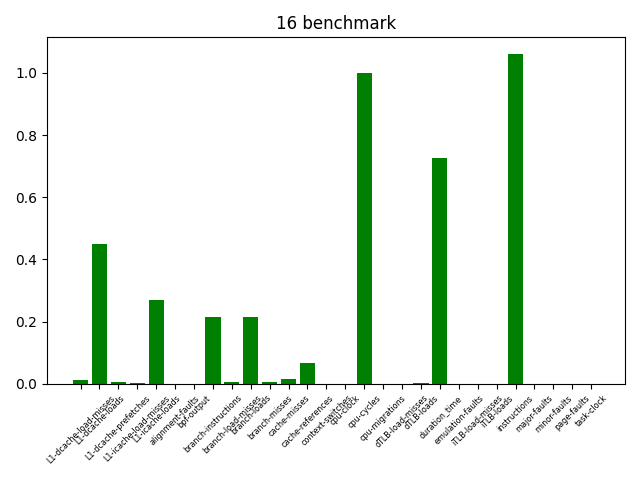 16 benchmark
1.0
0.8
0.6
0.4
0.2
0.0
L1-dcache-load-misses
L1-dcache-loads
L1-dcache-prefetches
L1-icache-load-misses
L1-icache-loads
alignment-faults
bpf-output
branch-instructions
branch-load-misses
branch-loads
branch-misses
cache-misses
cache-references
context-switches
cpu-clock
cpu-cycles
cpu-migrations
dTLB-load-misses
dTLB-loads
duration_time
emulation-faults
iTLB-load-misses
iTLB-loads
instructions
major-faults
minor-faults
page-faults
task-clock